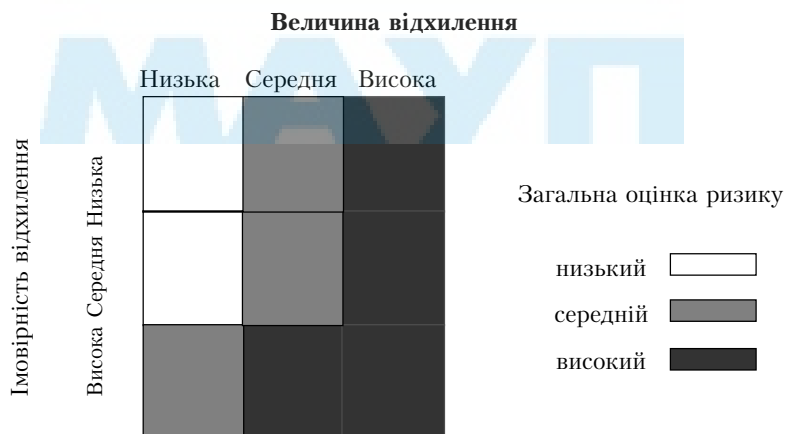 Величина відхилення
МАУП
Низька Середня Висока
Імовірність відхилення
Висока Середня Низька
Загальна оцінка ризику
низький
середній
високий